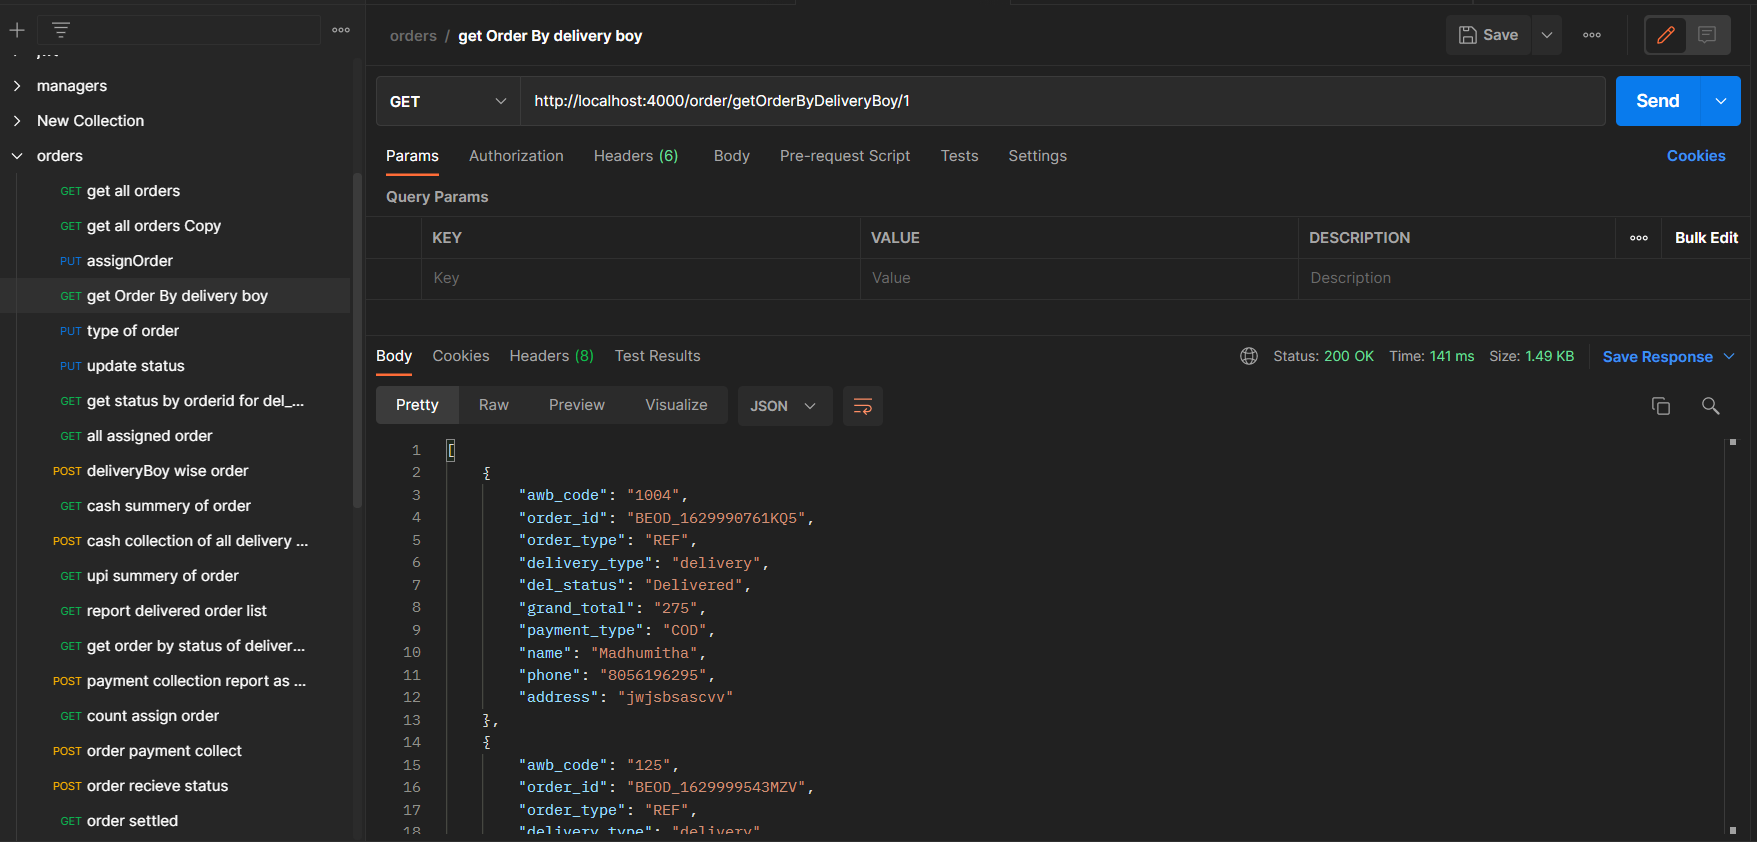 managers
New Collection
orders
GET get all orders
GET get all orders Copy
PUT assignOrder
GET get Order By delivery boy
PUT type of order
PUT update status
GET get status by orderid for del_...
GET all assigned order
POST deliveryBoy wise order
GET cash summery of order
POST cash collection of all delivery ...
GET upi summery of order
GET report delivered order list
GET get order by status of deliver...
POST payment collection report as ...
GET count assign order
POST order payment collect
POST order recieve status
GET order settled
orders / get Order By delivery boy
Save
GET http://localhost:4000/order/getOrderByDeliveryBoy/1
Send
Params Authorization Headers (6) Body Pre-request Script Tests Settings Cookies
Query Params
KEY VALUE DESCRIPTION Bulk Edit
Key Value Description
Body Cookies Headers (8) Test Results Status: 200 OK Time: 141 ms Size: 1.49 KB Save Response
Pretty Raw Preview Visualize JSON
1 [
2 {
3 "awb_code": "1004",
4 "order_id": "BEOD_1629990761KQ5",
5 "order_type": "REF",
6 "delivery_type": "delivery",
7 "del_status": "Delivered",
8 "grand_total": "275",
9 "payment_type": "COD",
10 "name": "Madhumitha",
11 "phone": "8056196295",
12 "address": "jwjsbsascvv"
13 },
14 {
15 "awb_code": "125",
16 "order_id": "BEOD_1629999543MZV",
17 "order_type": "REF",
18 "delivery_type": "delivery"